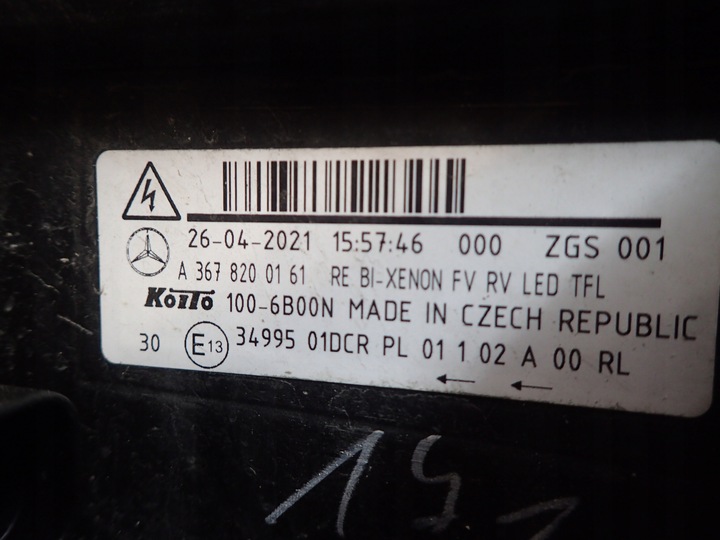 26-04-2021 15:57:46 000 ZGS 001
A 367 820 01 61 RE BI-XENON FV RV LED TFL
KOITO 100-6B00N MADE IN CZECH REPUBLIC
30 E13 34995 01DCR PL 01 1 02 A 00 RL